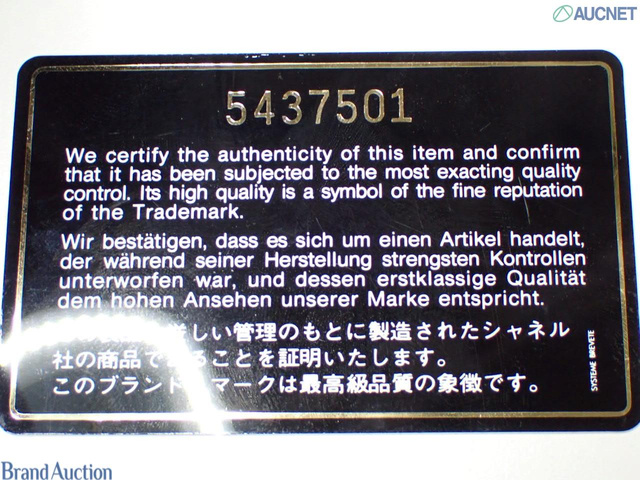 AUCNET
5437501
We certify the authenticity of this item and confirm
that it has been subjected to the most exacting quality
control. Its high quality is a symbol of the fine reputation
of the Trademark.
Wir bestätigen, dass es sich um einen Artikel handelt,
der während seiner Herstellung strengsten Kontrollen
unterworfen war, und dessen erstklassige Qualität
dem hohen Ansehen unserer Marke entspricht.
しい管理のもとに製造されたシャネル
社の商品で ることを証明いたします。
このブランド マークは最高級品質の象徴です。
SYSTEME BREVETE
Brand Auction